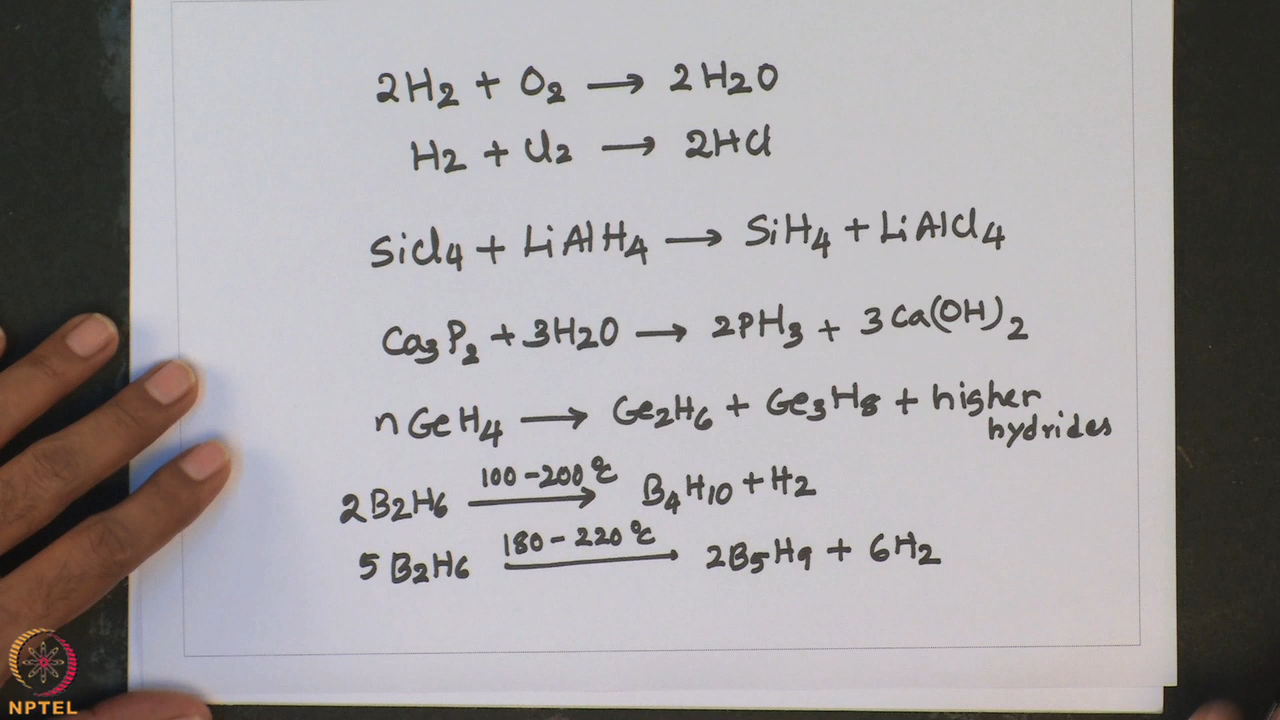 2H2 + O2 → 2H2O
H2 + Cl2 → 2HCl
SiCl4 + LiAlH4 → SiH4 + LiAlCl4
Ca3P2 + 3H2O → 2PH3 + 3Ca(OH)2
nGeH4 → Ge2H6 + Ge3H8 + higher
hydrides
100-200°C
2B2H6 → B4H10 + H2
180-220°C
5B2H6 → 2B5H9 + 6H2
NPTEL